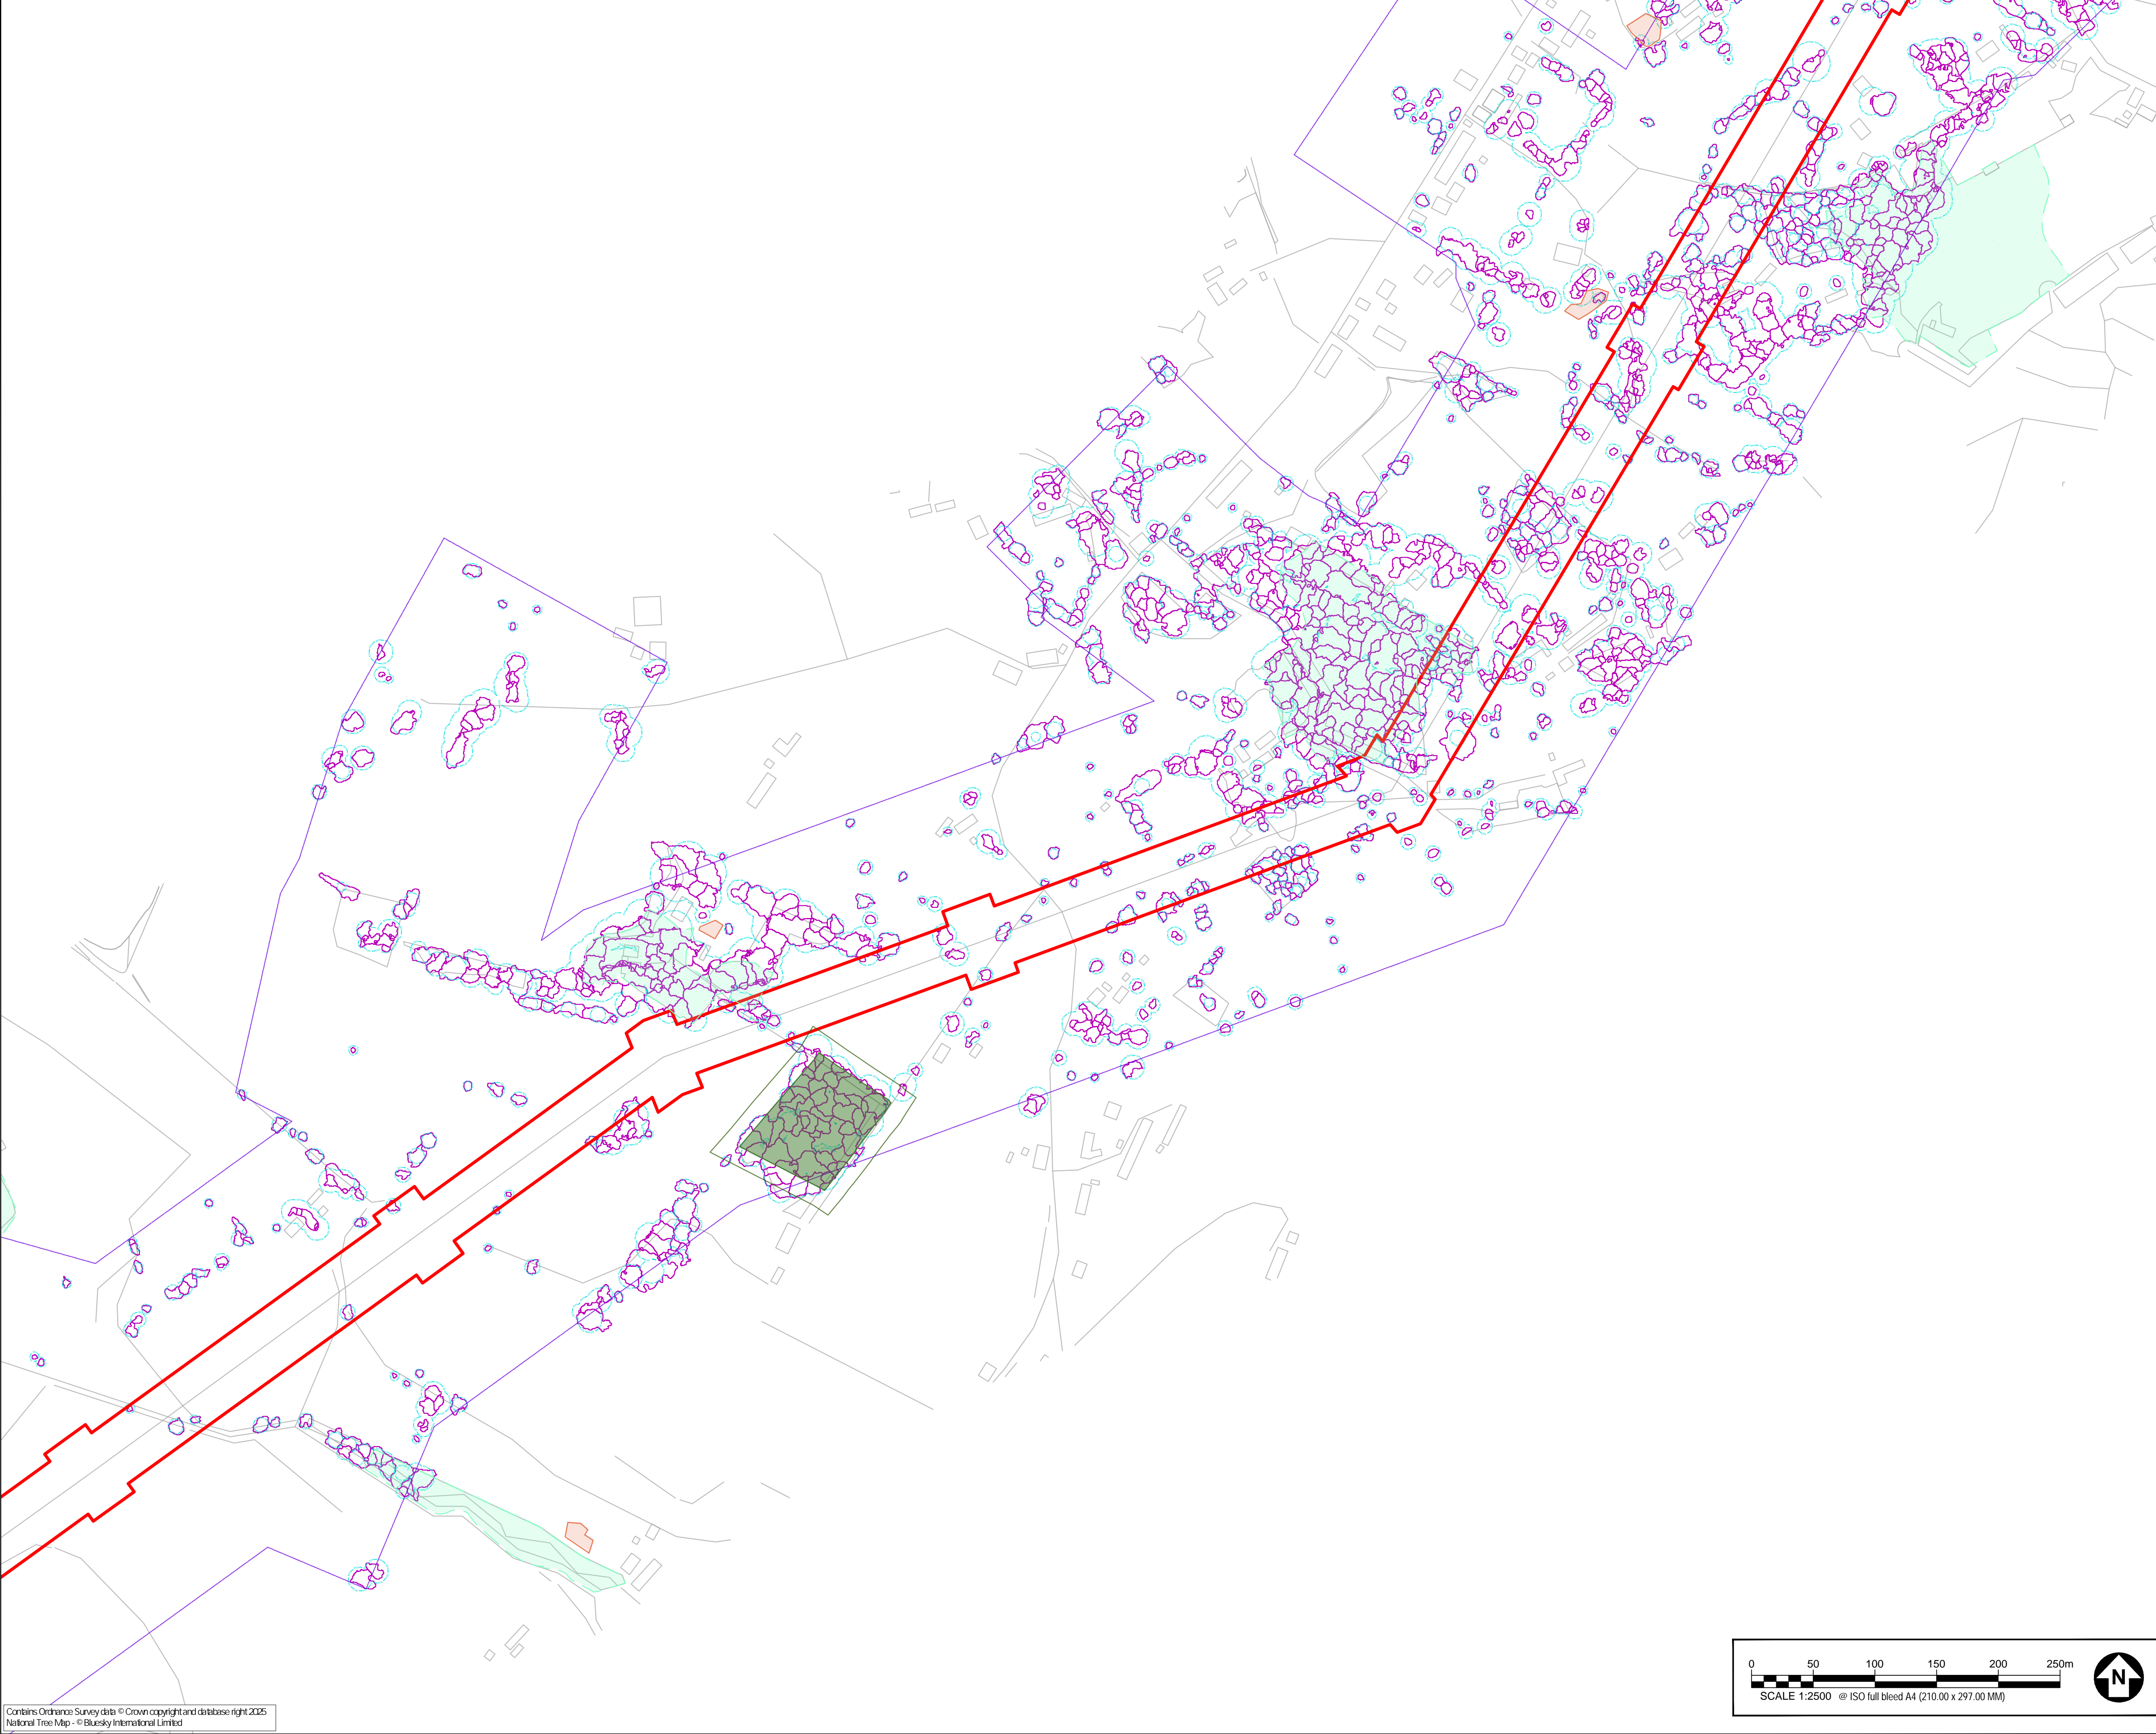 0 50 100 150 200 250m
SCALE 1:2500 @ ISO full bleed A4 (210.00 x 297.00 MM)
N
Contains Ordnance Survey data © Crown copyright and database right 2025
National Tree Map - © Bluesky International Limited